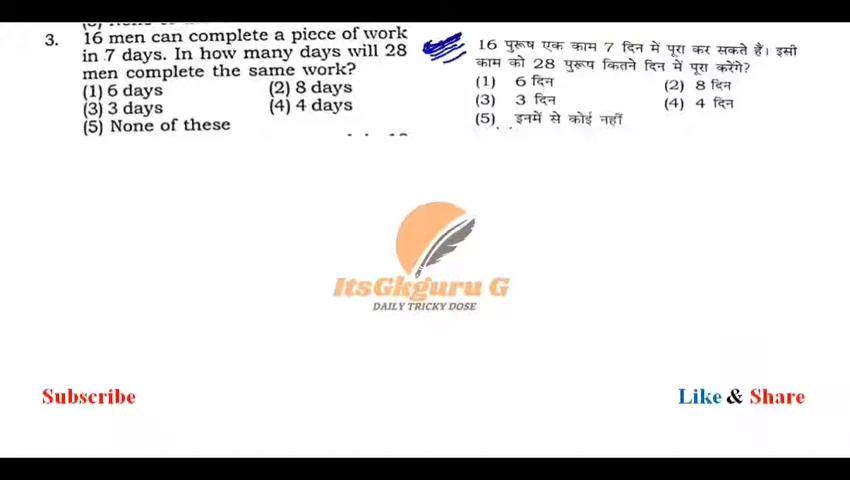 3. 16 men can complete a piece of work
in 7 days. In how many days will 28
men complete the same work?
(1) 6 days (2) 8 days
(3) 3 days (4) 4 days
(5) None of these
16 पुरूष एक काम 7 दिन में पूरा कर सकते हैं। इसी
काम को 28 पुरूष कितने दिन में पूरा करेंगे?
(1) 6 दिन (2) 8 दिन
(3) 3 दिन (4) 4 दिन
(5) इनमें से कोई नहीं
ItsGkguru G
DAILY TRICKY DOSE
Subscribe
Like & Share